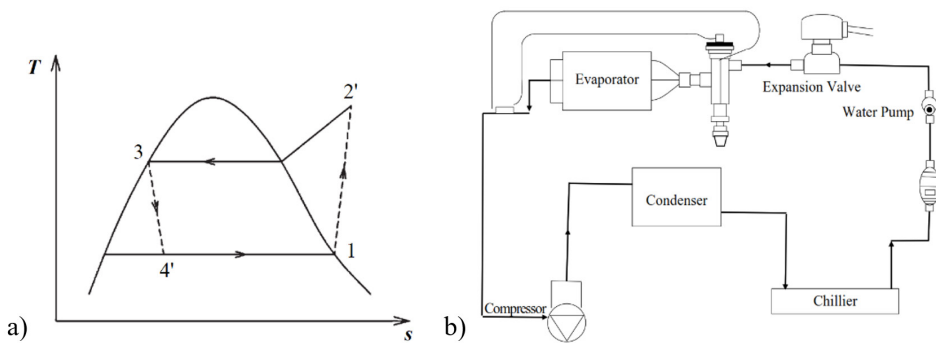 T
2'
3
4'
1
s
a)
Evaporator
Expansion Valve
Water Pump
Condenser
Compressor
Chillier
b)